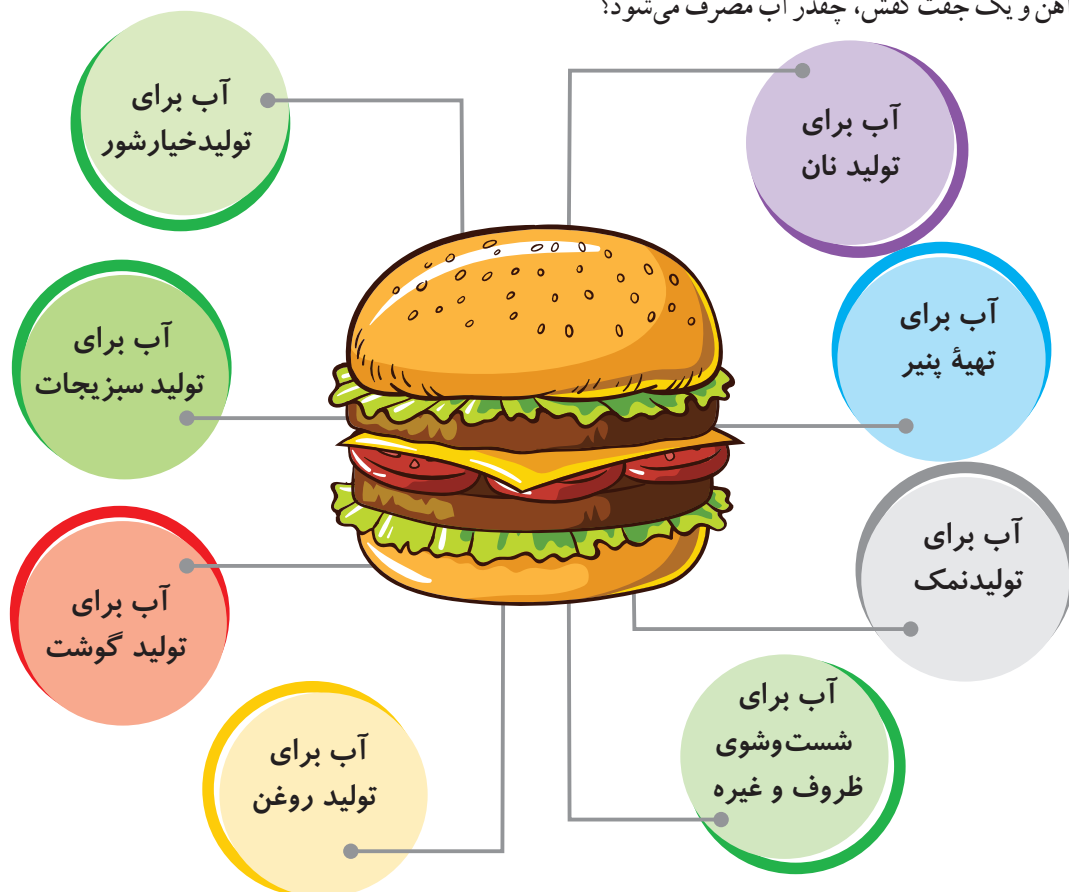 اهن و یک جفت کفش، چقدر آب مصرف می‌شود؟
آب برای
تولید نان
آب برای
تولیدخیارشور
آب برای
تهیهٔ پنیر
آب برای
تولید سبزیجات
آب برای
تولیدنمک
آب برای
تولید گوشت
آب برای
شست‌وشوی
ظروف و غیره
آب برای
تولید روغن